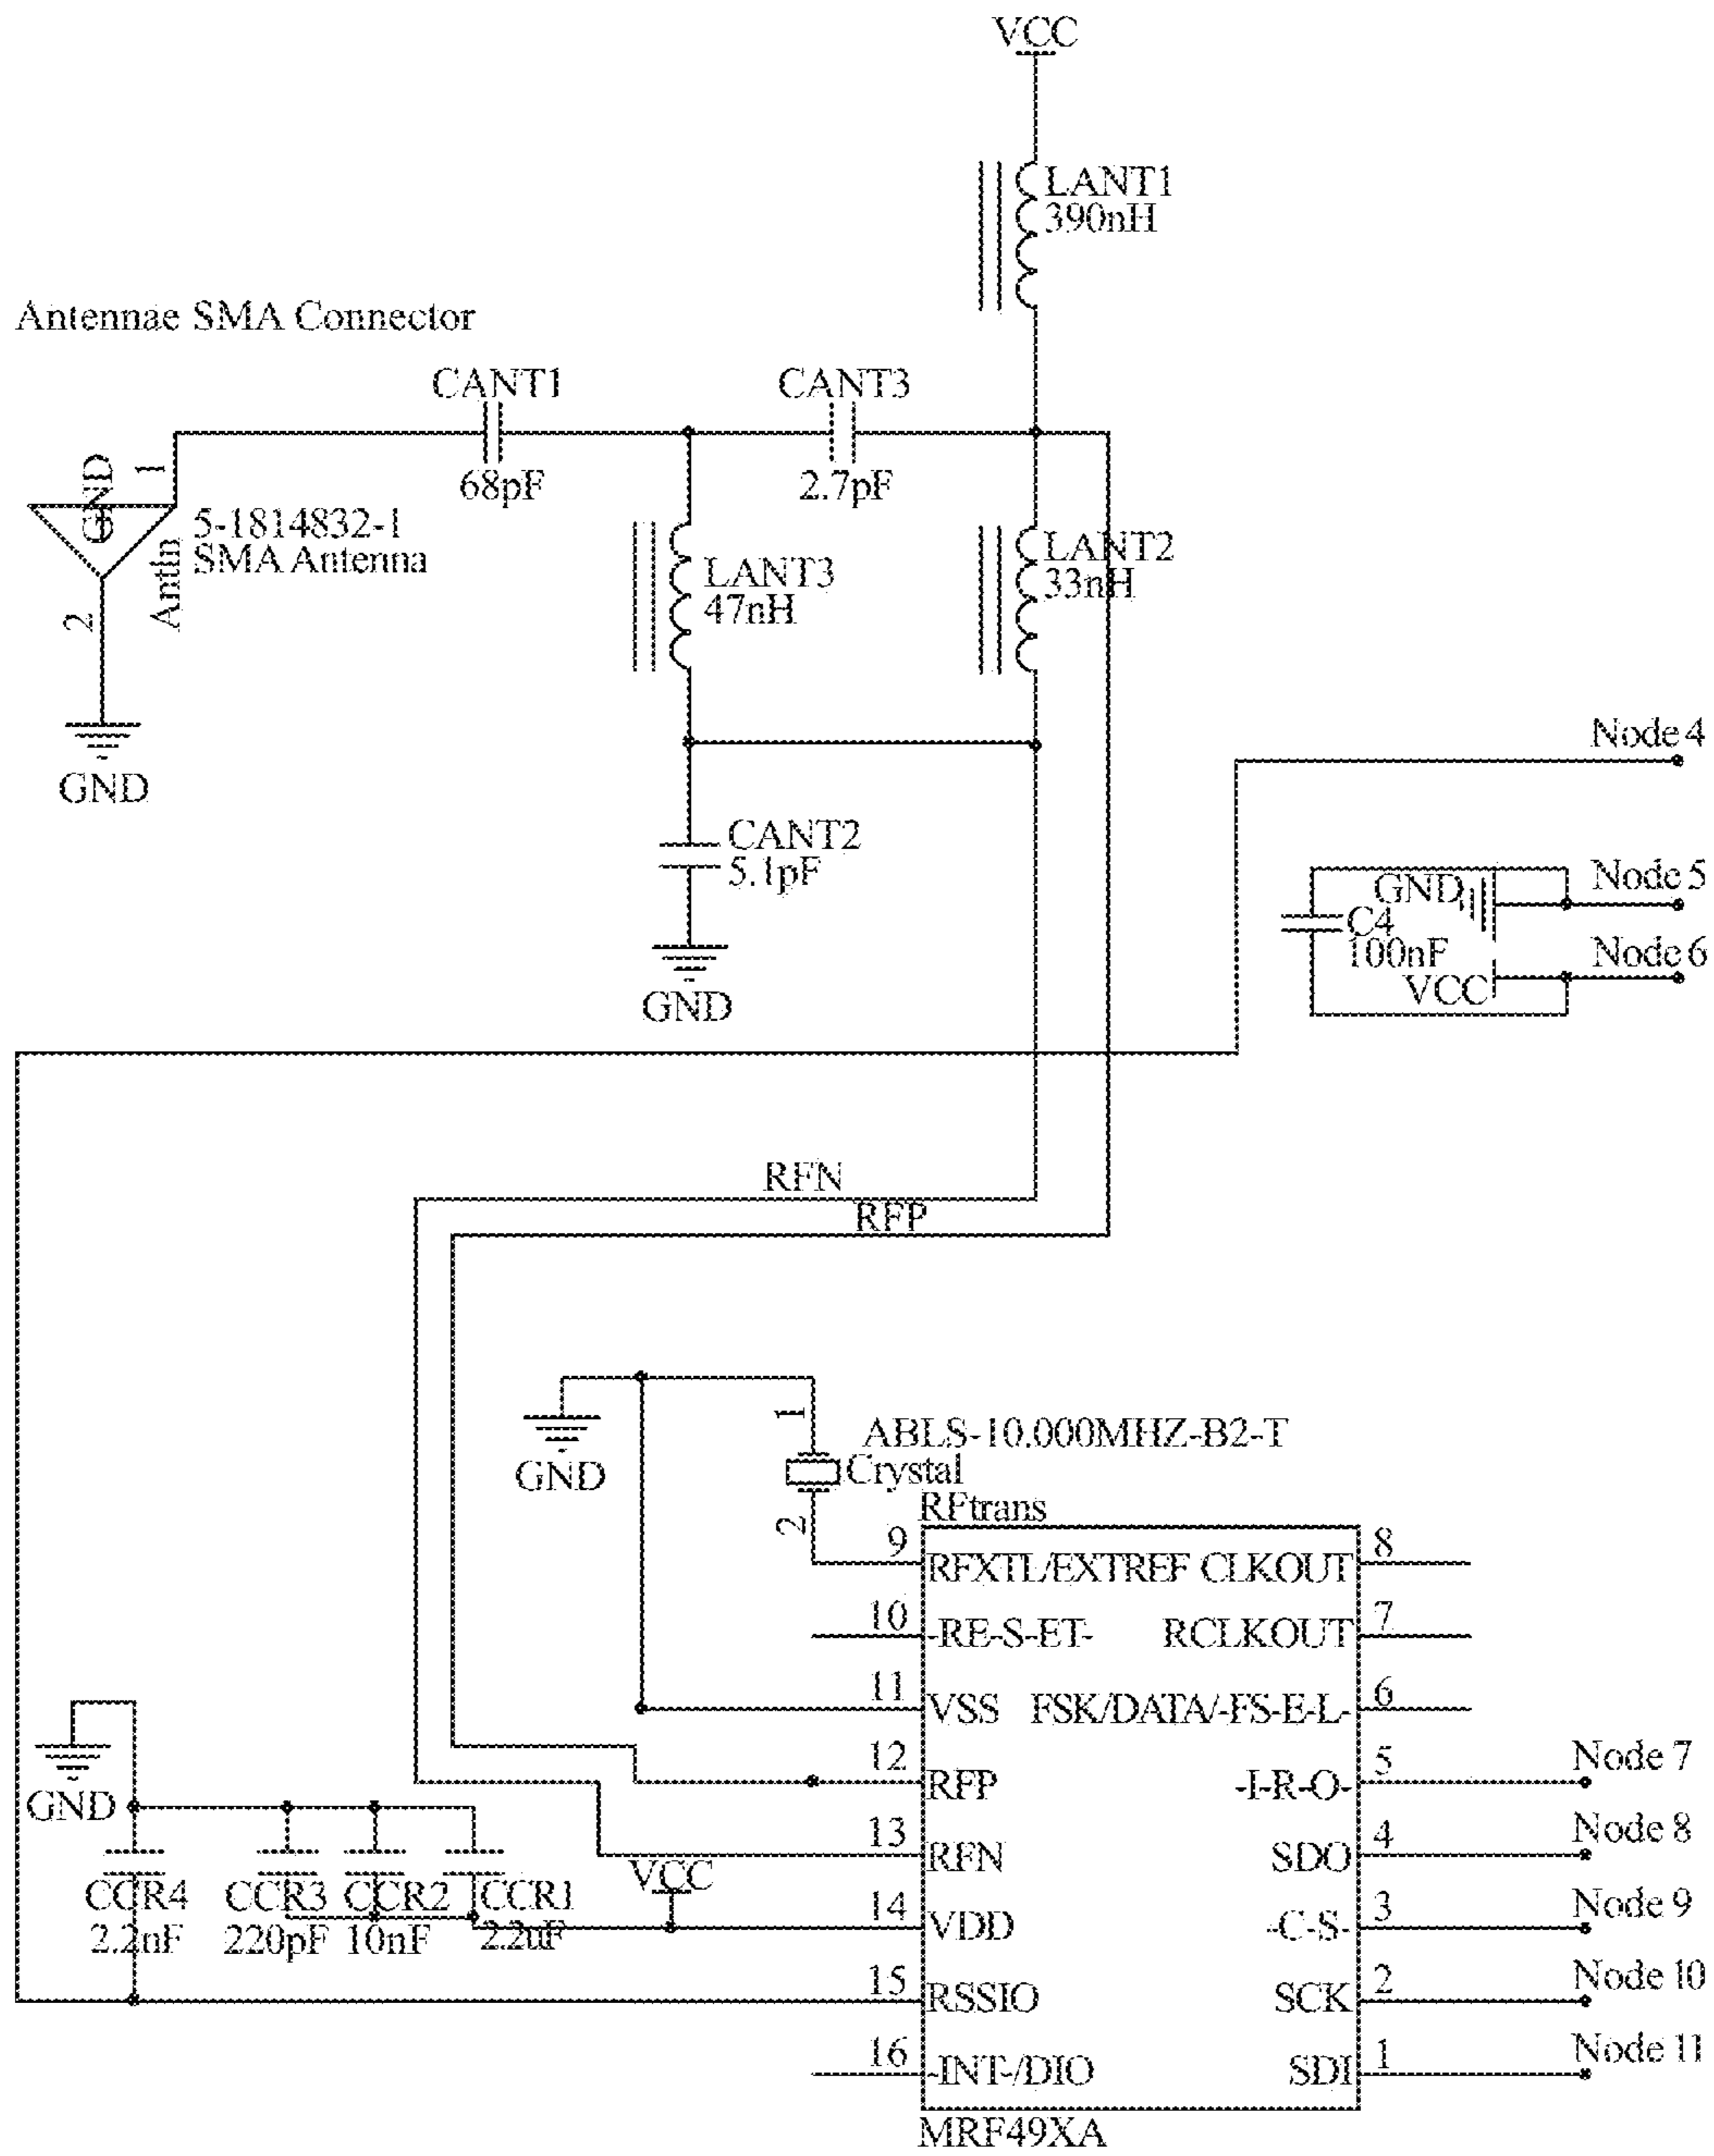 VCC
LANT1
390nH
Antennae SMA Connector
CANT1
CANT3
68pF
2.7pF
GND
1
5-1814832-1
SMA Antenna
AntIn
2
LANT3
47nH
LANT2
33nH
GND
Node 4
CANT2
5.1pF
GND
Node 5
GND
C4
100nF
Node 6
VCC
RFN
RFP
GND
1
ABLS-10.000MHZ-B2-T
Crystal
2
RFtrans
9 RFXTL/EXTREF CLKOUT 8
10 -RE-S-ET- RCLKOUT 7
11 VSS FSK/DATA/-FS-E-L- 6
12 RFP -I-R-O- 5 Node 7
GND
13 RFN SDO 4 Node 8
VCC
CCR4 CCR3 CCR2 CCR1
2.2nF 220pF 10nF 2.2uF
14 VDD -C-S- 3 Node 9
15 RSSIO SCK 2 Node 10
16 -INT-/DIO SDI 1 Node 11
MRF49XA